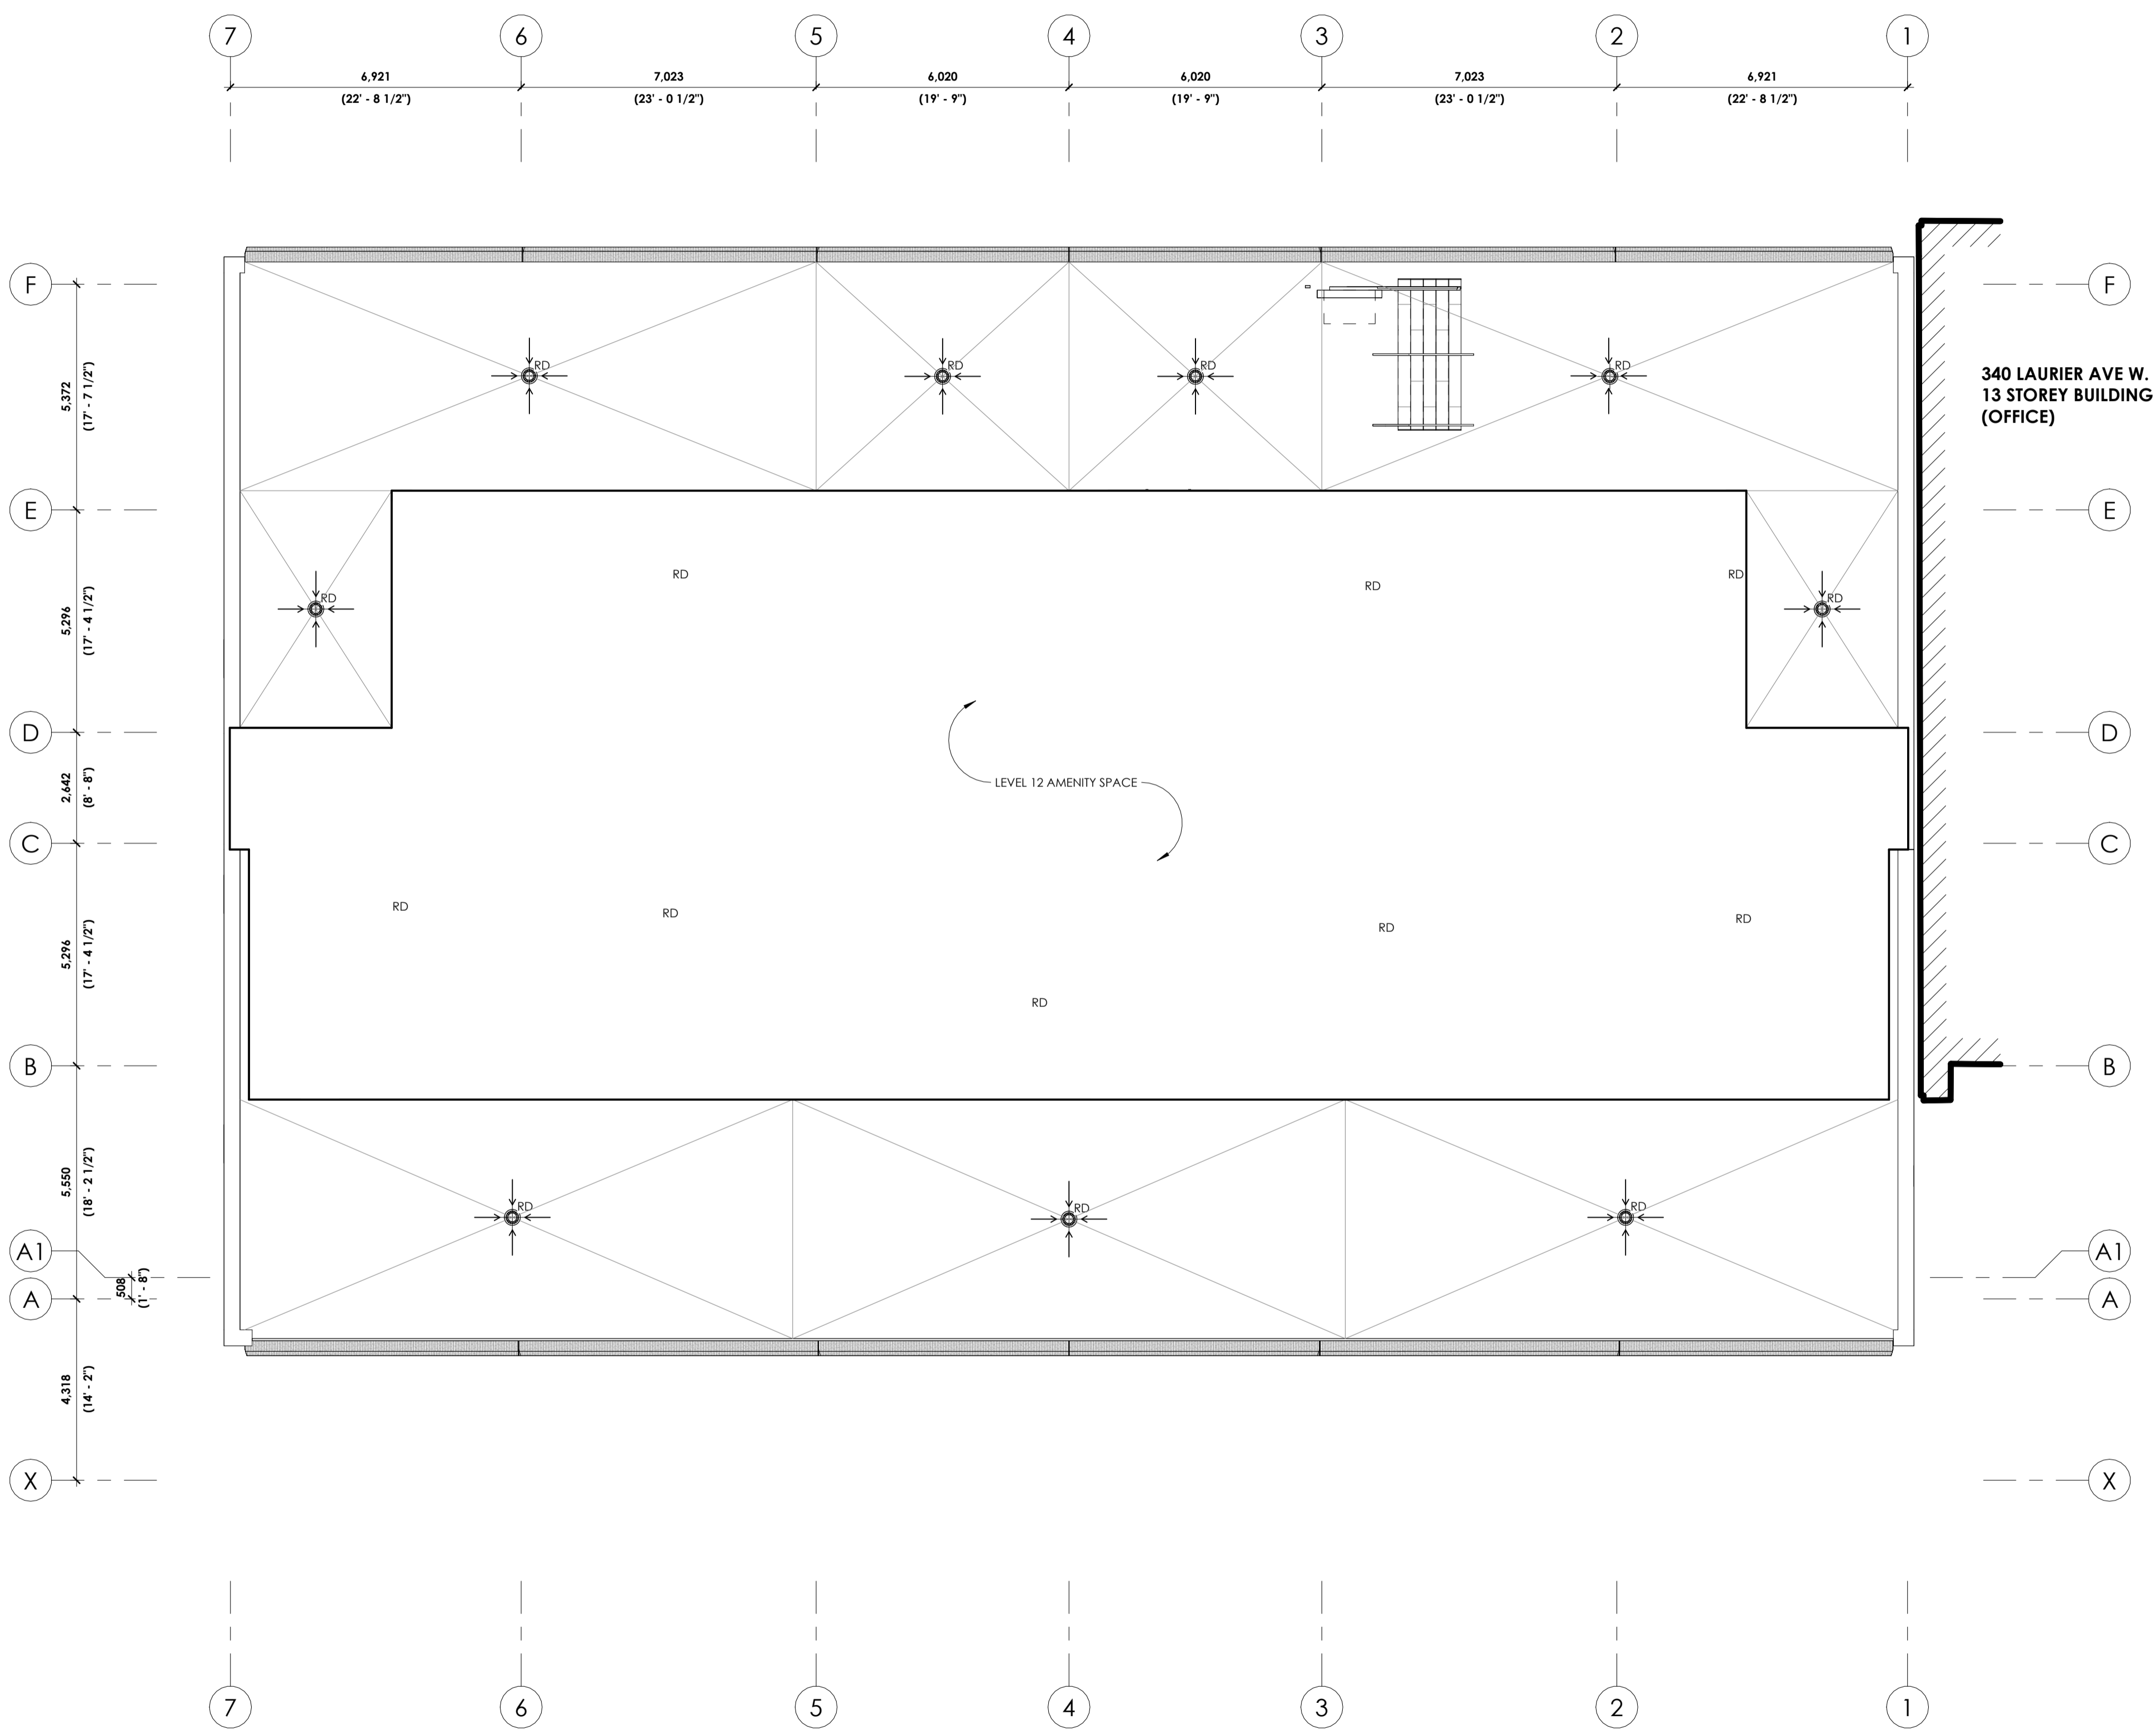 7 6 5 4 3 2 1
6,921 7,023 6,020 6,020 7,023 6,921
(22' - 8 1/2") (23' - 0 1/2") (19' - 9") (19' - 9") (23' - 0 1/2") (22' - 8 1/2")
F F
RD RD RD RD
340 LAURIER AVE W.
13 STOREY BUILDING
(OFFICE)
5,372
(17' - 7 1/2")
E E
RD RD RD
RD RD
5,296
(17' - 4 1/2")
D D
LEVEL 12 AMENITY SPACE
2,642
(8' - 8")
C C
RD RD RD RD
5,296
(17' - 4 1/2")
RD
B B
5,550
(18' - 2 1/2")
RD RD RD
A1 A1
508
(1' - 8")
A A
4,318
(14' - 2")
X X
7 6 5 4 3 2 1